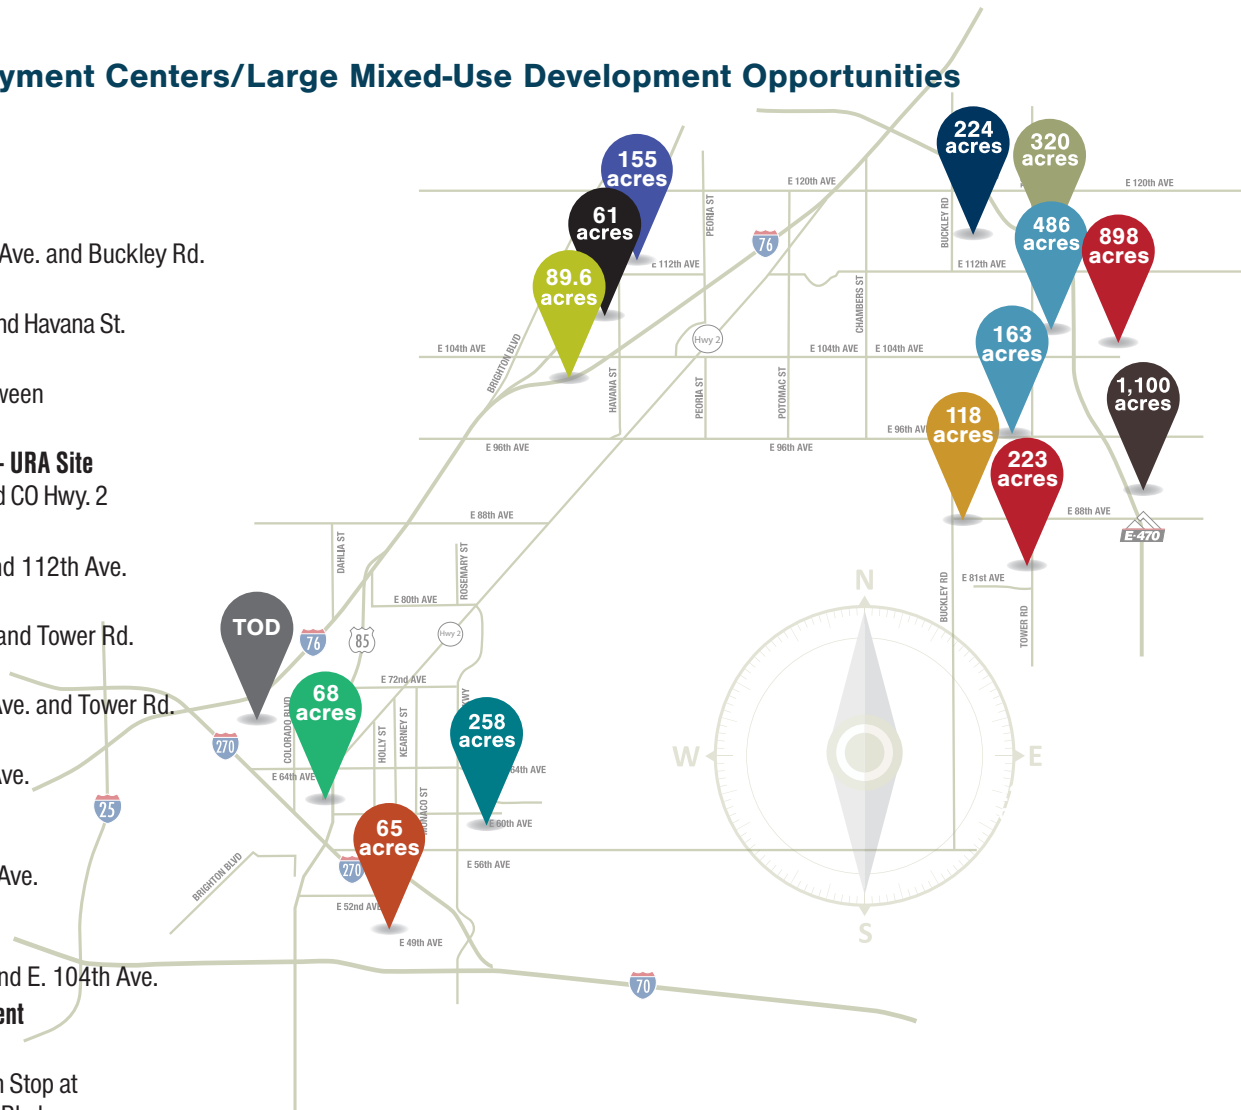 yment Centers/Large Mixed-Use Development Opportunities
Ave. and Buckley Rd.
nd Havana St.
ween
- URA Site
d CO Hwy. 2
nd 112th Ave.
and Tower Rd.
Ave. and Tower Rd.
Ave.
Ave.
nd E. 104th Ave.
ent
n Stop at
224
acres
320
acres
155
acres
61
acres
89.6
acres
486
acres
898
acres
163
acres
1,100
acres
118
acres
223
acres
TOD
68
acres
258
acres
65
acres
E 120th AVE
E 120th AVE
PEORIA ST
BUCKLEY RD
76
E 112th AVE
E 112th AVE
CHAMBERS ST
Hwy 2
BRIGHTON BLVD
E 104th AVE
E 104th AVE
E 104th AVE
HAVANA ST
PEORIA ST
POTOMAC ST
E 96th AVE
E 96th AVE
E 96th AVE
E 88th AVE
E 88th AVE
E-470
DAHLIA ST
ROSEMARY ST
E 81st AVE
E 80th AVE
BUCKLEY RD
TOWER RD
76
85
Hwy 2
E 72nd AVE
COLORADO BLVD
HOLLY ST
KEARNEY ST
KWY
270
E 64th AVE
64th AVE
MONACO ST
25
E 60th AVE
270
E 56th AVE
BRIGHTON BLVD
E 52nd AVE
E 49th AVE
70
N
W
E
S